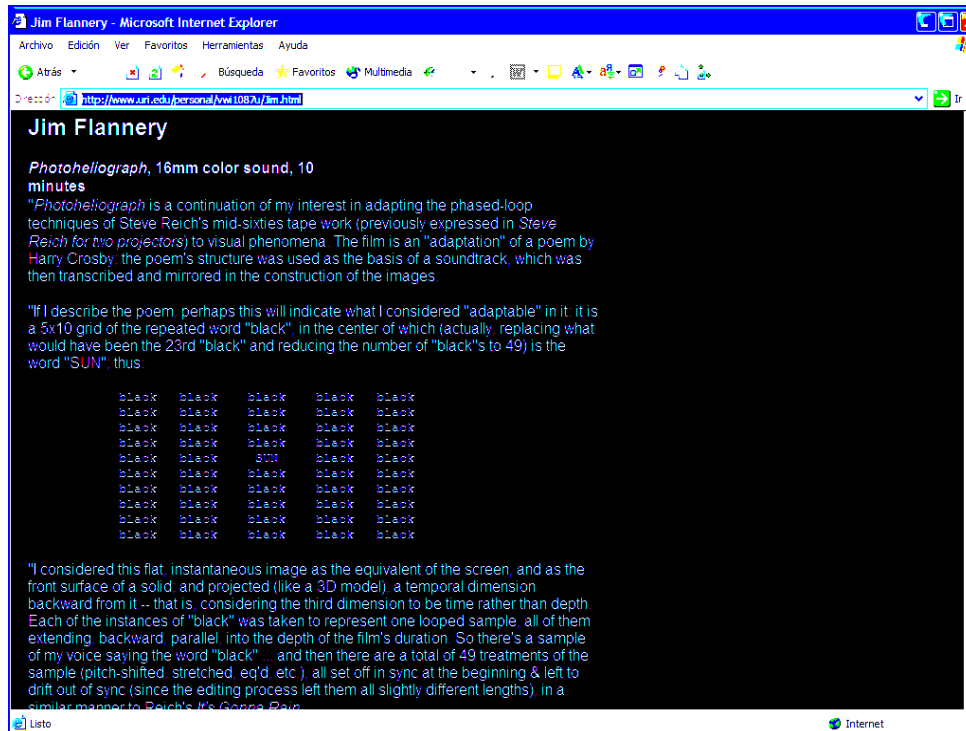 Jim Flannery - Microsoft Internet Explorer
Archivo Edición Ver Favoritos Herramientas Ayuda
Atrás Búsqueda Favoritos Multimedia
Dirección http://www.uri.edu/personal/vwi1087u/Jim.html Ir
Jim Flannery
Photoheliograph, 16mm color sound, 10
minutes
"Photoheliograph is a continuation of my interest in adapting the phased-loop
techniques of Steve Reich's mid-sixties tape work (previously expressed in Steve
Reich for two projectors) to visual phenomena. The film is an "adaptation" of a poem by
Harry Crosby; the poem's structure was used as the basis of a soundtrack, which was
then transcribed and mirrored in the construction of the images.
"If I describe the poem, perhaps this will indicate what I considered "adaptable" in it: it is
a 5x10 grid of the repeated word "black", in the center of which (actually, replacing what
would have been the 23rd "black" and reducing the number of "black"s to 49) is the
word "SUN"; thus:
black black black black black
black black black black black
black black black black black
black black black black black
black black SUN black black
black black black black black
black black black black black
black black black black black
black black black black black
black black black black black
"I considered this flat, instantaneous image as the equivalent of the screen, and as the
front surface of a solid: and projected (like a 3D model), a temporal dimension
backward from it -- that is, considering the third dimension to be time rather than depth.
Each of the instances of "black" was taken to represent one looped sample, all of them
extending, backward, parallel, into the depth of the film's duration. So there's a sample
of my voice saying the word "black" ... and then there are a total of 49 treatments of the
sample (pitch-shifted, stretched, eq'd, etc.), all set off in sync at the beginning & left to
drift out of sync (since the editing process left them all slightly different lengths), in a
similar manner to Reich's It's Gonna Rain.
Listo Internet